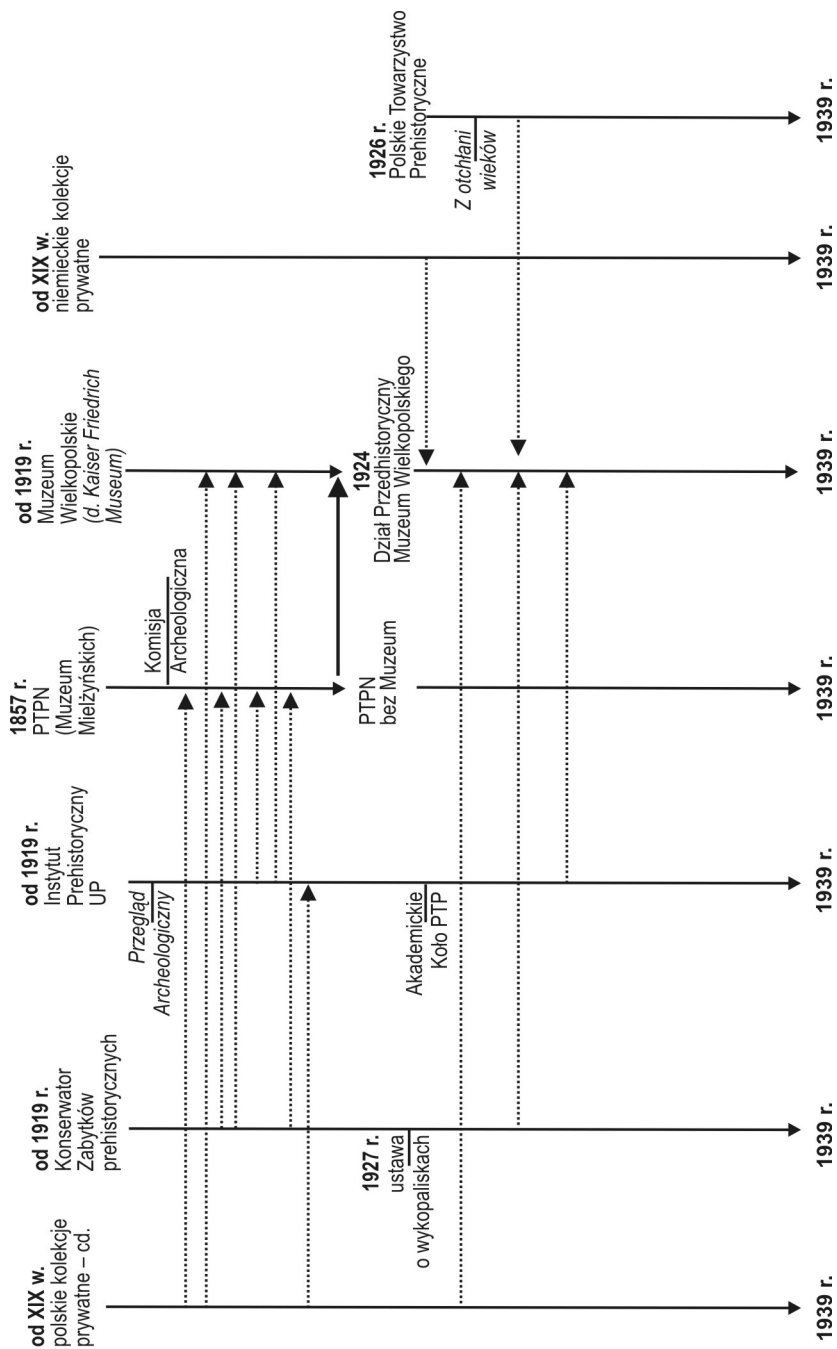 od XIX w.
polskie kolekcje
prywatne – cd.
od 1919 r.
Konserwator
Zabytków
prehistorycznych
od 1919 r.
Instytut
Prehistoryczny
UP
1857 r.
PTPN
(Muzeum
Mielżyńskich)
od 1919 r.
Muzeum
Wielkopolskie
(d. Kaiser Friedrich
Museum)
od XIX w.
niemieckie kolekcje
prywatne
1926 r.
Polskie Towarzystwo
Prehistoryczne
Przegląd
Archeologiczny
Komisja
Archeologiczna
1927 r.
ustawa
o wykopaliskach
Akademickie
Koło PTP
PTPN
bez Muzeum
1924
Dział Przedhistoryczny
Muzeum Wielkopolskiego
Z otchłani
wieków
1939 r.
1939 r.
1939 r.
1939 r.
1939 r.
1939 r.
1939 r.